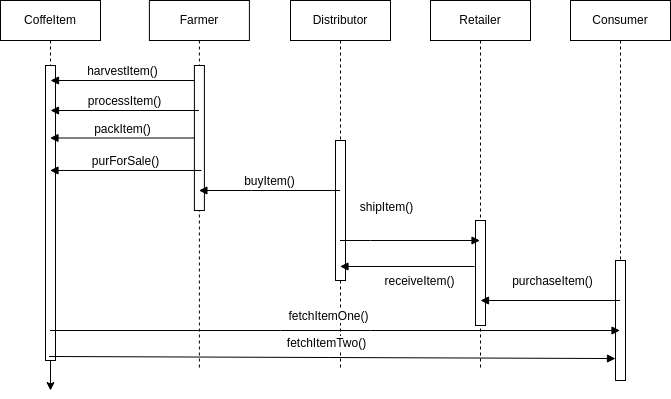 CoffeItem
Farmer
Distributor
Retailer
Consumer
harvestItem()
processItem()
packItem()
purForSale()
buyItem()
shipItem()
receiveItem()
purchaseItem()
fetchItemOne()
fetchItemTwo()